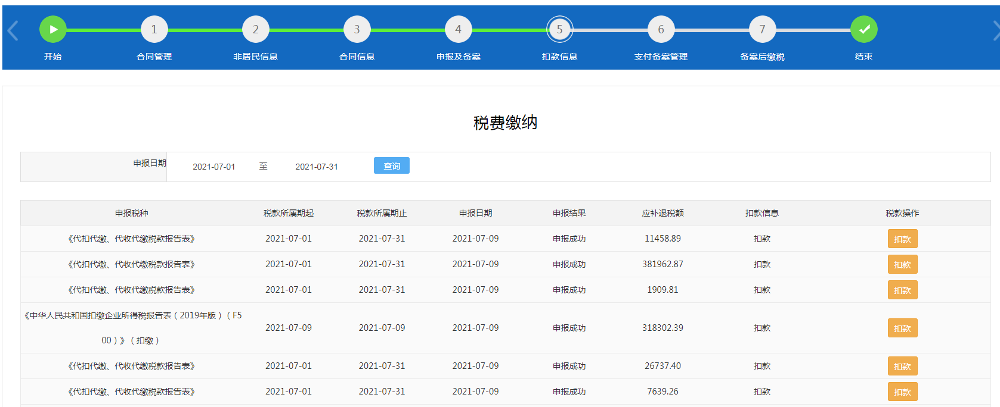 1 2 3 4 5 6 7
开始 合同管理 非居民信息 合同信息 申报及备案 扣款信息 支付备案管理 备案后缴税 结束
税费缴纳
申报日期 2021-07-01 至 2021-07-31 查询
申报税种 税款所属期起 税款所属期止 申报日期 申报结果 应补退税额 扣款信息 税款操作
《代扣代缴、代收代缴税款报告表》 2021-07-01 2021-07-31 2021-07-09 申报成功 11458.89 扣款 扣款
《代扣代缴、代收代缴税款报告表》 2021-07-01 2021-07-31 2021-07-09 申报成功 381962.87 扣款 扣款
《代扣代缴、代收代缴税款报告表》 2021-07-01 2021-07-31 2021-07-09 申报成功 1909.81 扣款 扣款
《中华人民共和国扣缴企业所得税报告表（2019年版）（F5
00）》（扣缴） 2021-07-09 2021-07-09 2021-07-09 申报成功 318302.39 扣款 扣款
《代扣代缴、代收代缴税款报告表》 2021-07-01 2021-07-31 2021-07-09 申报成功 26737.40 扣款 扣款
《代扣代缴、代收代缴税款报告表》 2021-07-01 2021-07-31 2021-07-09 申报成功 7639.26 扣款 扣款